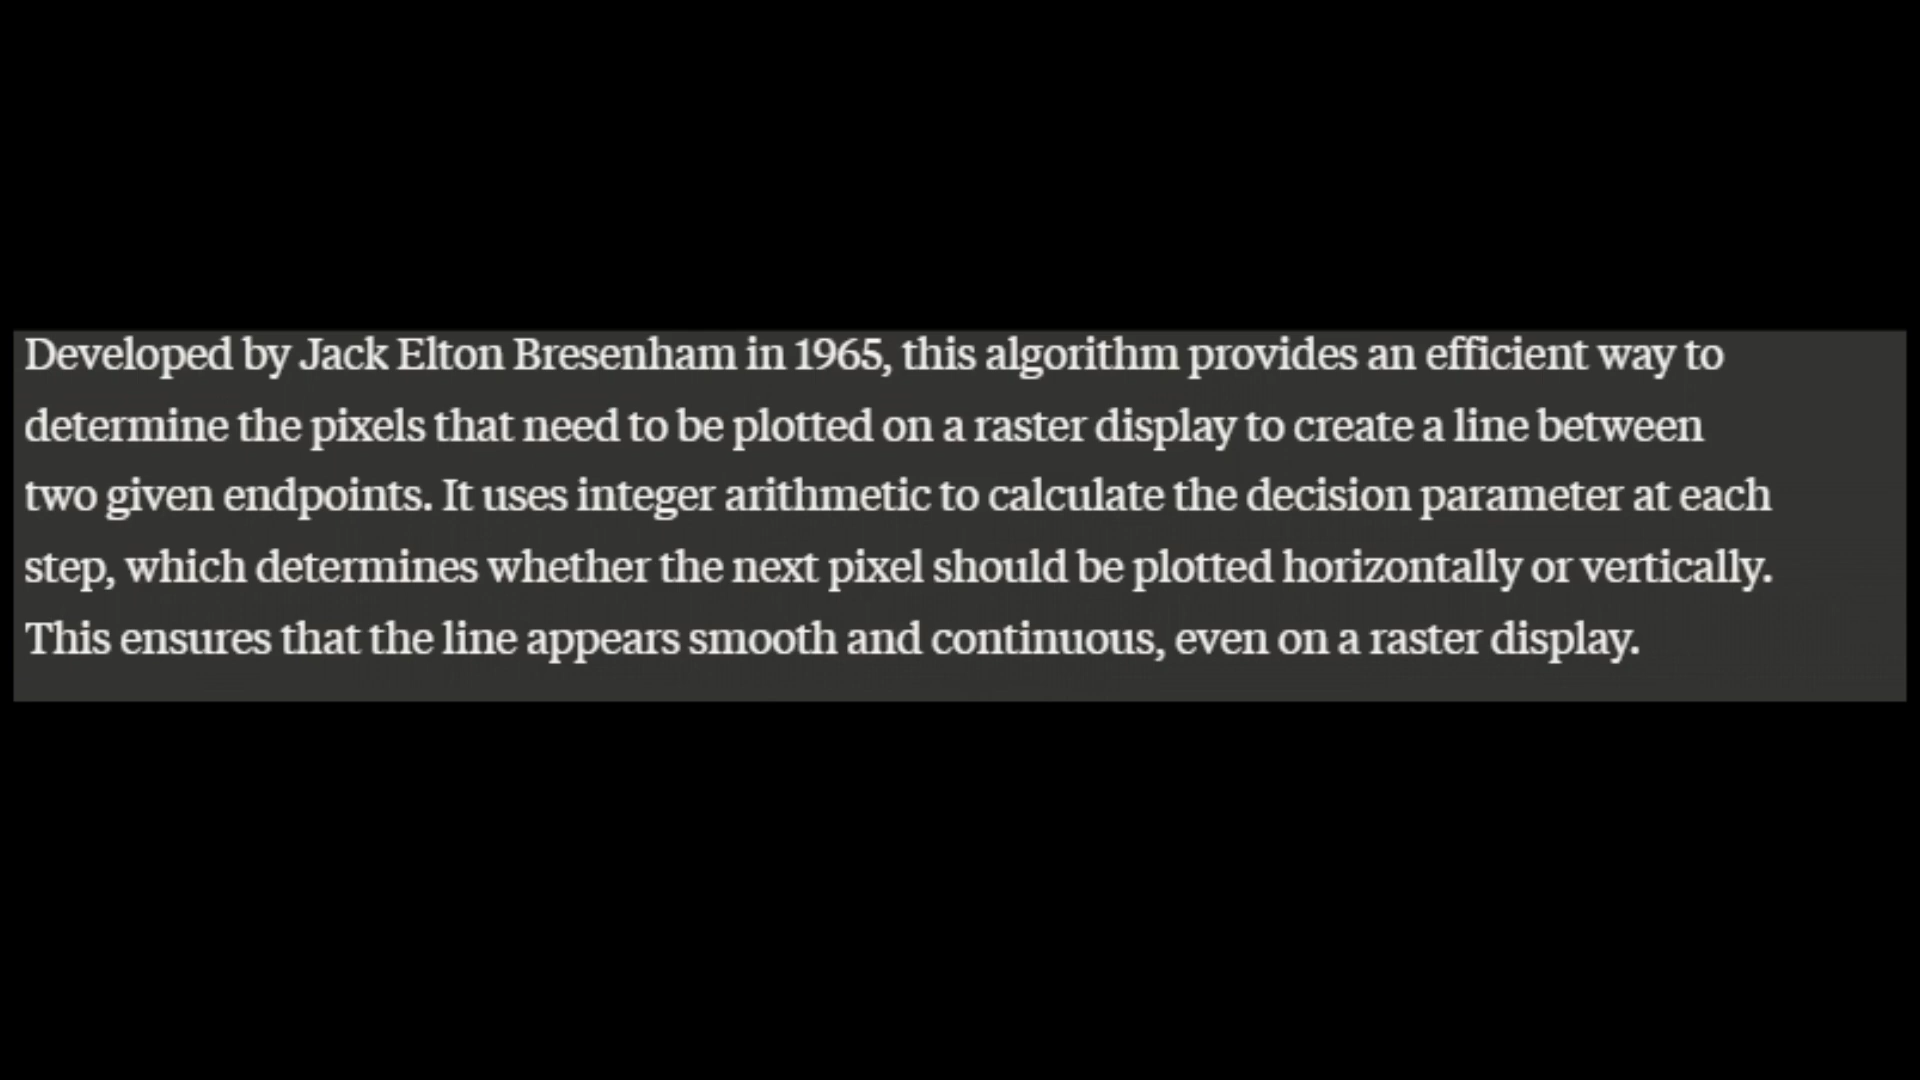 Developed by Jack Elton Bresenham in 1965, this algorithm provides an efficient way to
determine the pixels that need to be plotted on a raster display to create a line between
two given endpoints. It uses integer arithmetic to calculate the decision parameter at each
step, which determines whether the next pixel should be plotted horizontally or vertically.
This ensures that the line appears smooth and continuous, even on a raster display.